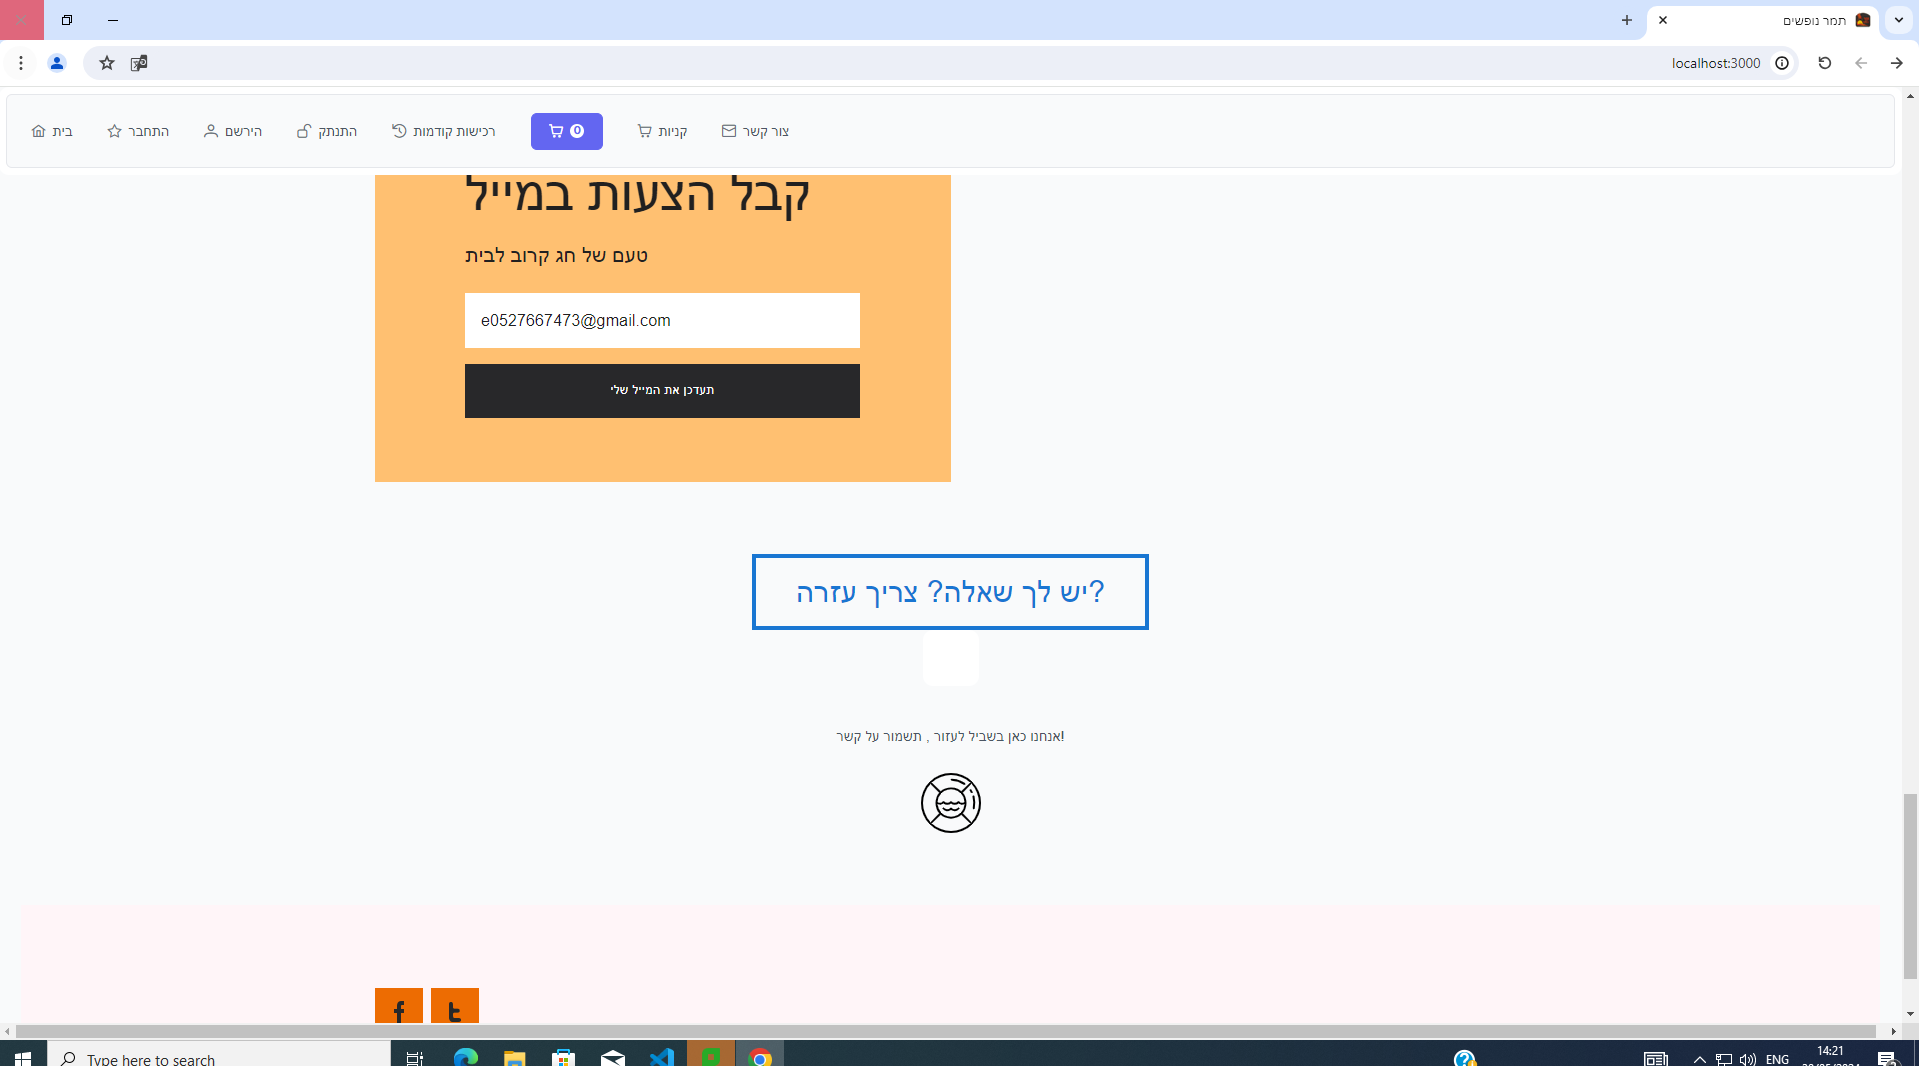 תמר נופשים
localhost:3000
בית
התחבר
הירשם
התנתק
רכישות קודמות
0
קניות
צור קשר
קבל הצעות במייל
טעם של חג קרוב לבית
e0527667473@gmail.com
תעדכן את המייל שלי
יש לך שאלה? צריך עזרה?
אנחנו כאן בשביל לעזור , תשמור על קשר!
Type here to search
ENG
14:21